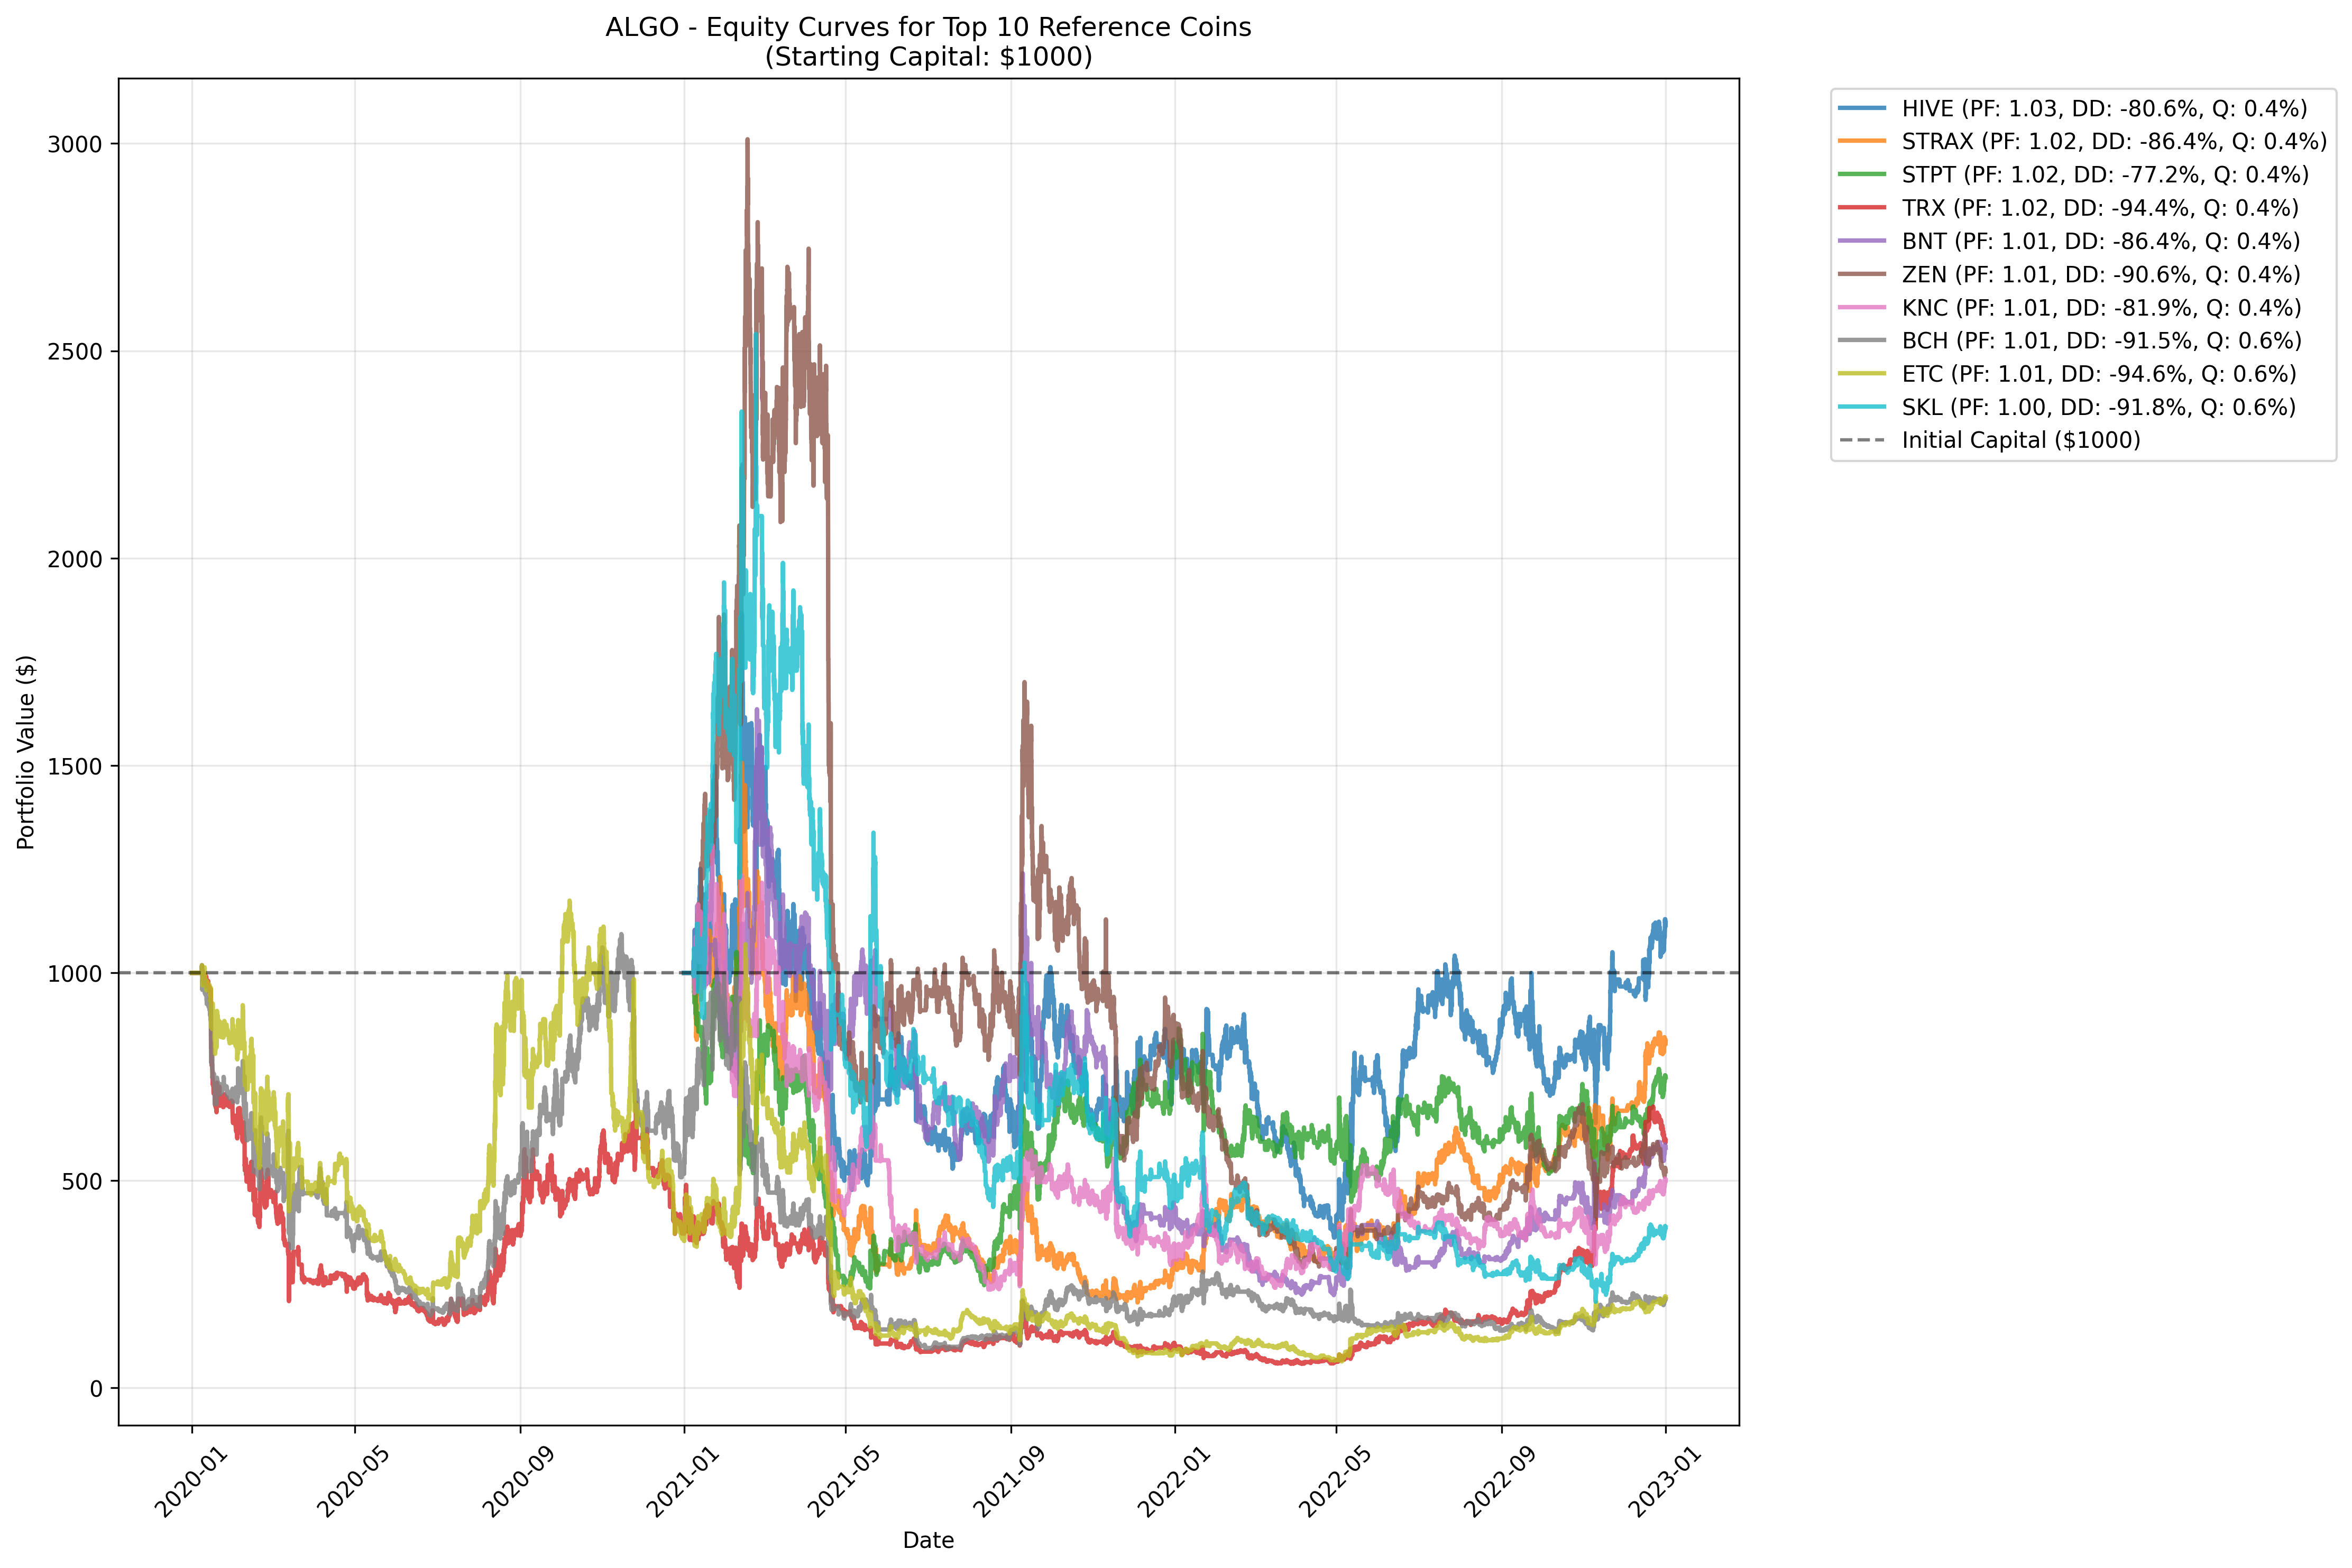 ALGO - Equity Curves for Top 10 Reference Coins
(Starting Capital: $1000)
HIVE (PF: 1.03, DD: -80.6%, Q: 0.4%)
STRAX (PF: 1.02, DD: -86.4%, Q: 0.4%)
STPT (PF: 1.02, DD: -77.2%, Q: 0.4%)
TRX (PF: 1.02, DD: -94.4%, Q: 0.4%)
BNT (PF: 1.01, DD: -86.4%, Q: 0.4%)
ZEN (PF: 1.01, DD: -90.6%, Q: 0.4%)
KNC (PF: 1.01, DD: -81.9%, Q: 0.4%)
BCH (PF: 1.01, DD: -91.5%, Q: 0.6%)
ETC (PF: 1.01, DD: -94.6%, Q: 0.6%)
SKL (PF: 1.00, DD: -91.8%, Q: 0.6%)
Initial Capital ($1000)
Portfolio Value ($)
3000
2500
2000
1500
1000
500
0
2020-01
2020-05
2020-09
2021-01
2021-05
2021-09
2022-01
2022-05
2022-09
2023-01
Date